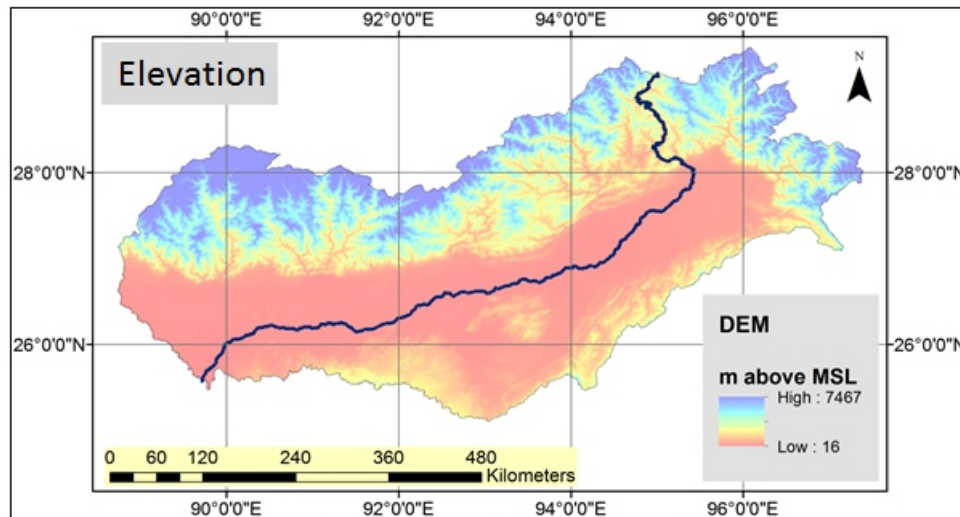 90°0'0"E 92°0'0"E 94°0'0"E 96°0'0"E
Elevation
N
28°0'0"N 28°0'0"N
26°0'0"N 26°0'0"N
DEM
m above MSL
High : 7467
Low : 16
0 60 120 240 360 480
Kilometers
90°0'0"E 92°0'0"E 94°0'0"E 96°0'0"E